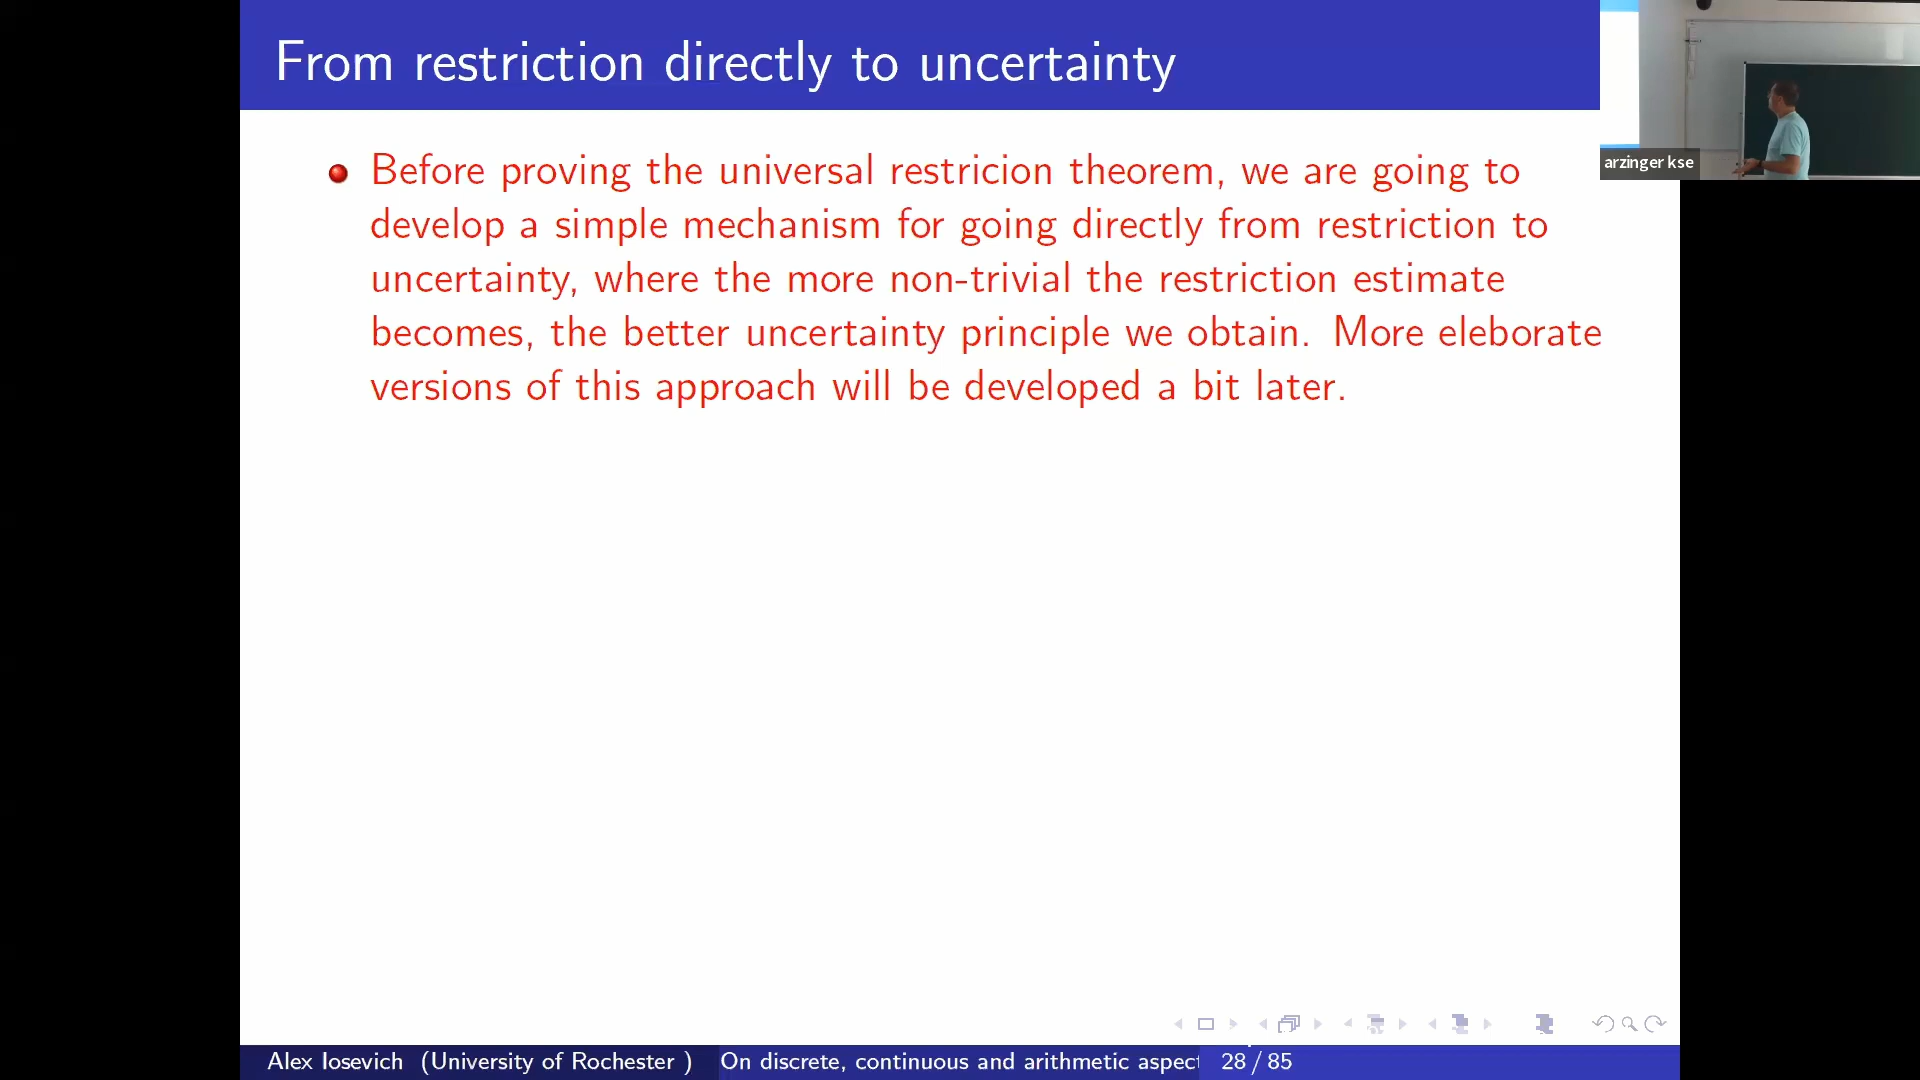 From restriction directly to uncertainty
Before proving the universal restricion theorem, we are going to
develop a simple mechanism for going directly from restriction to
uncertainty, where the more non-trivial the restriction estimate
becomes, the better uncertainty principle we obtain. More eleborate
versions of this approach will be developed a bit later.
arzinger kse
Alex Iosevich (University of Rochester ) On discrete, continuous and arithmetic aspect 28 / 85